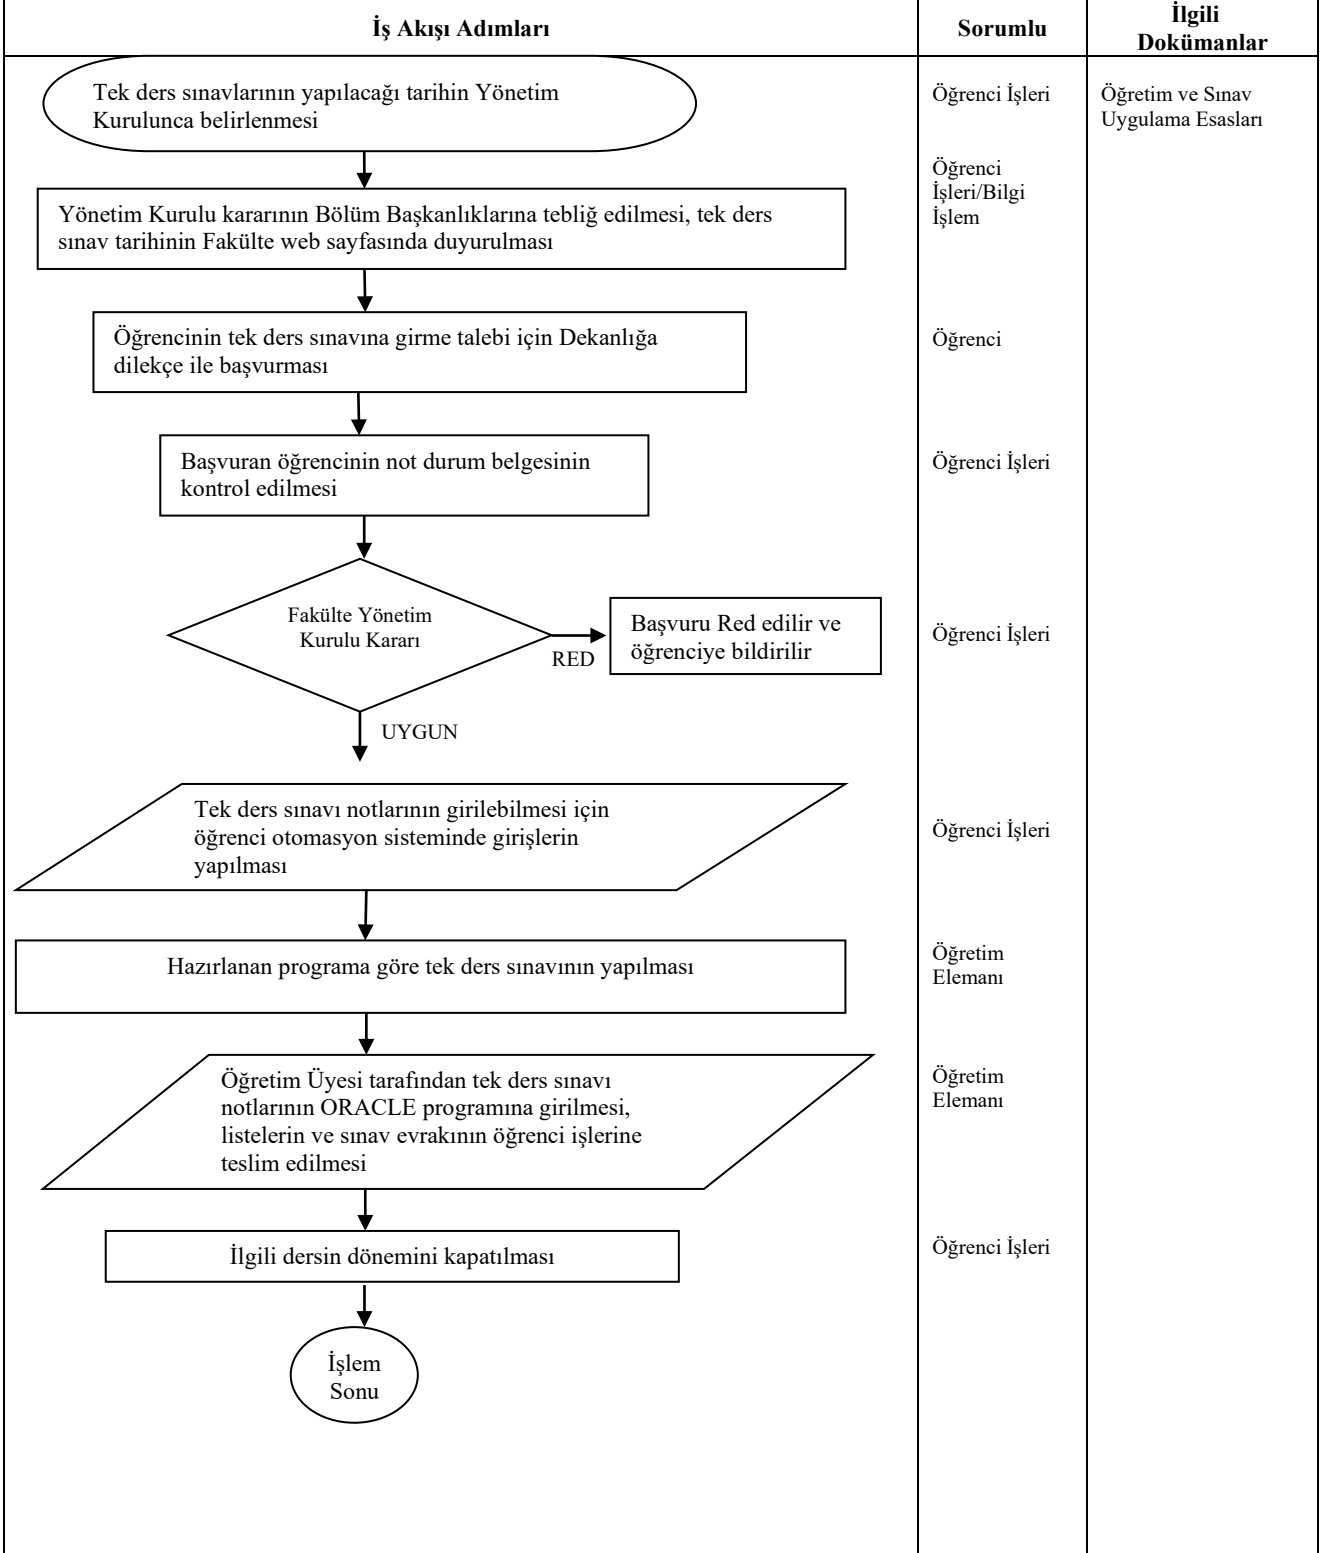 İş Akışı Adımları
Sorumlu
İlgili
Dokümanlar
Tek ders sınavlarının yapılacağı tarihin Yönetim
Kurulunca belirlenmesi
Öğrenci İşleri
Öğretim ve Sınav
Uygulama Esasları
Yönetim Kurulu kararının Bölüm Başkanlıklarına tebliğ edilmesi, tek ders
sınav tarihinin Fakülte web sayfasında duyurulması
Öğrenci
İşleri/Bilgi
İşlem
Öğrencinin tek ders sınavına girme talebi için Dekanlığa
dilekçe ile başvurması
Öğrenci
Başvuran öğrencinin not durum belgesinin
kontrol edilmesi
Öğrenci İşleri
Fakülte Yönetim
Kurulu Kararı
RED
Başvuru Red edilir ve
öğrenciye bildirilir
Öğrenci İşleri
UYGUN
Tek ders sınavı notlarının girilebilmesi için
öğrenci otomasyon sisteminde girişlerin
yapılması
Öğrenci İşleri
Hazırlanan programa göre tek ders sınavının yapılması
Öğretim
Elemanı
Öğretim Üyesi tarafından tek ders sınavı
notlarının ORACLE programına girilmesi,
listelerin ve sınav evrakının öğrenci işlerine
teslim edilmesi
Öğretim
Elemanı
İlgili dersin dönemini kapatılması
Öğrenci İşleri
İşlem
Sonu